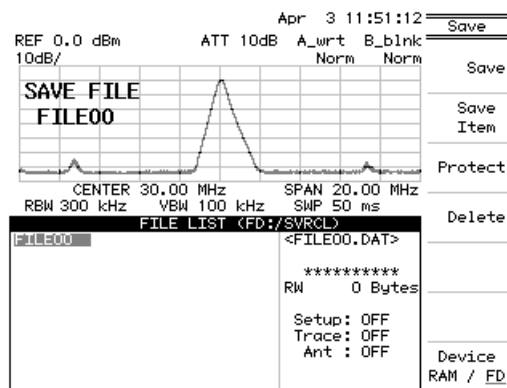 Apr 3 11:51:12
Save
REF 0.0 dBm ATT 10dB A_wrt B_blnk
10dB/ Norm Norm
SAVE FILE
FILE00
Save
Save
Item
Protect
Delete
CENTER 30.00 MHz SPAN 20.00 MHz
RBW 300 kHz VBW 100 kHz SWP 50 ms
FILE LIST (FD:/SVRCL)
FILE00
<FILE00.DAT>
**********
RW 0 Bytes
Setup: OFF
Trace: OFF
Ant : OFF
Device
RAM / FD